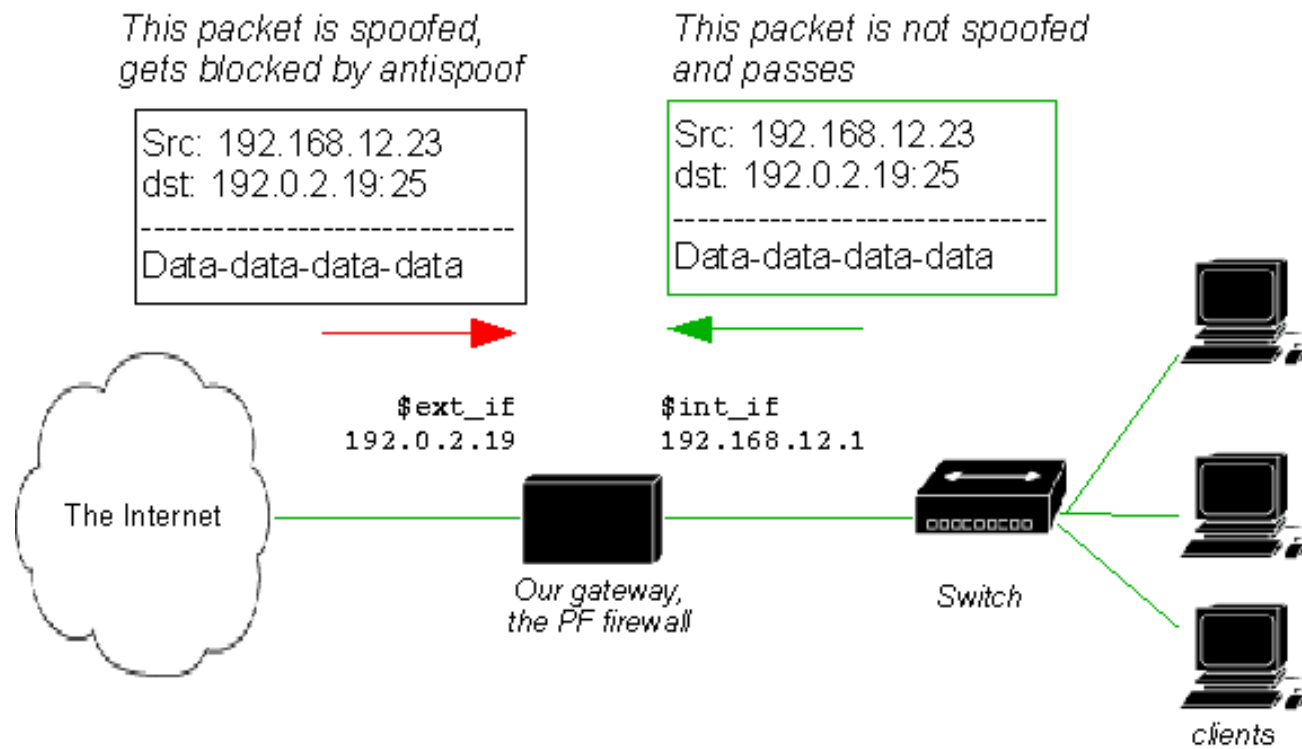 This packet is spoofed,
gets blocked by antispoof
This packet is not spoofed
and passes
Src: 192.168.12.23
dst: 192.0.2.19:25
-------------------------------
Data-data-data-data
Src: 192.168.12.23
dst: 192.0.2.19:25
-------------------------------
Data-data-data-data
$ext_if
192.0.2.19
$int_if
192.168.12.1
The Internet
Our gateway,
the PF firewall
Switch
clients